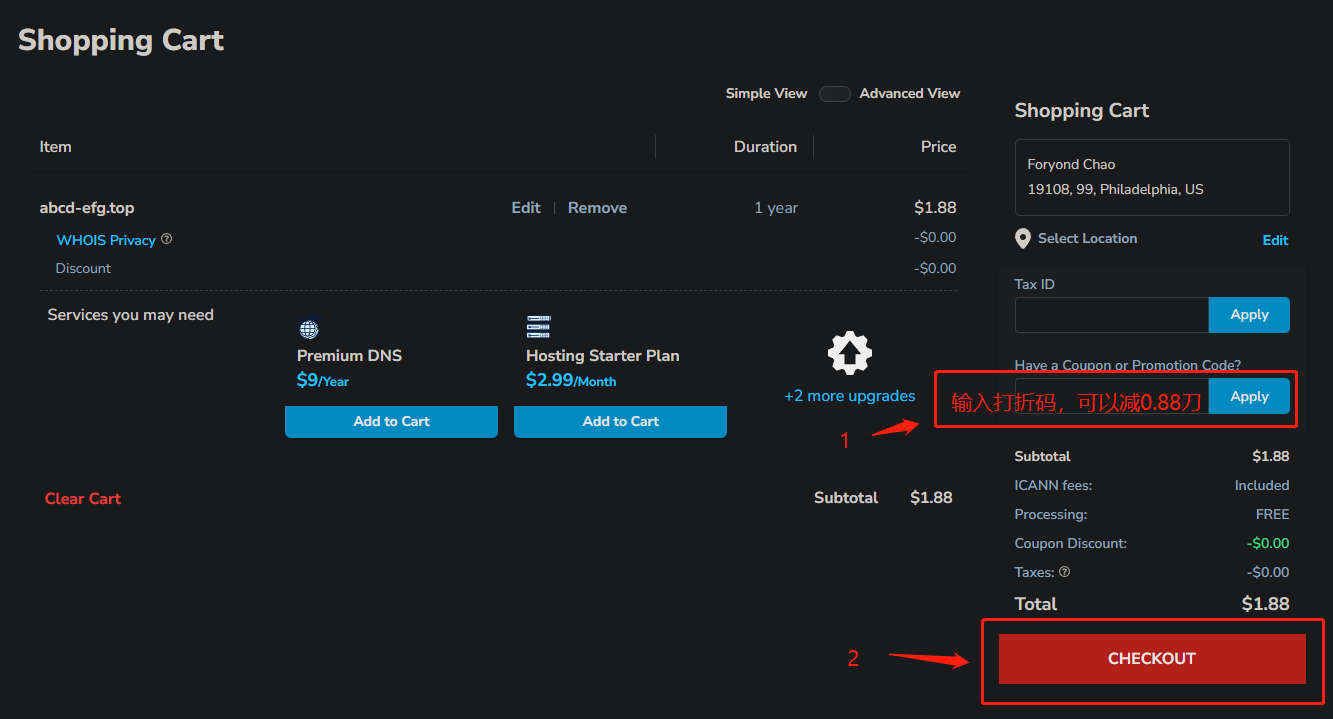 Shopping Cart
Simple View Advanced View
Item Duration Price
abcd-efg.top Edit Remove 1 year $1.88
WHOIS Privacy ? -$0.00
Discount -$0.00
Services you may need
Premium DNS
$9/Year
Add to Cart
Hosting Starter Plan
$2.99/Month
Add to Cart
+2 more upgrades
Clear Cart Subtotal $1.88
Shopping Cart
Foryond Chao
19108, 99, Philadelphia, US
Select Location Edit
Tax ID
Apply
Have a Coupon or Promotion Code?
输入打折码，可以减0.88刀 Apply
1
Subtotal $1.88
ICANN fees: Included
Processing: FREE
Coupon Discount: -$0.00
Taxes: ? -$0.00
Total $1.88
2
CHECKOUT